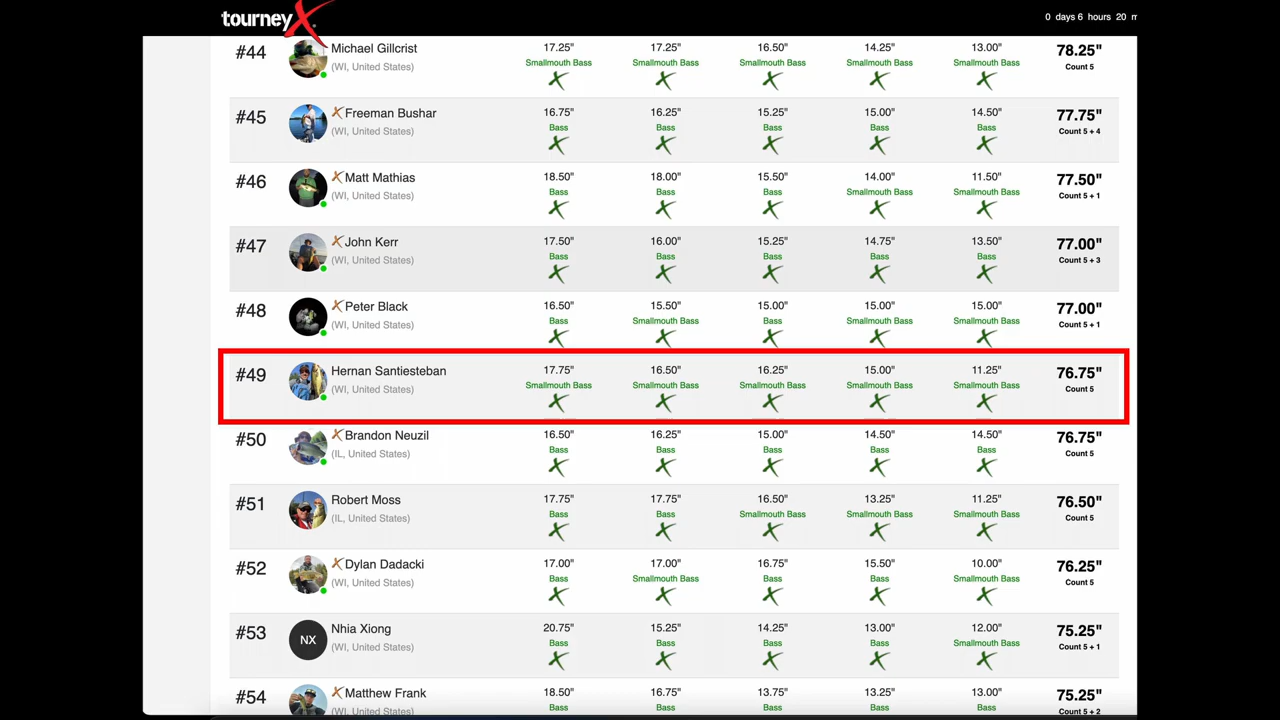 tourneyX
0 days 6 hours 20 m
#44 Michael Gillcrist 17.25" 17.25" 16.50" 14.25" 13.00" 78.25"
(WI, United States) Smallmouth Bass Smallmouth Bass Smallmouth Bass Smallmouth Bass Smallmouth Bass Count 5
#45 Freeman Bushar 16.75" 16.25" 15.25" 15.00" 14.50" 77.75"
(WI, United States) Bass Bass Bass Bass Bass Count 5 + 4
#46 Matt Mathias 18.50" 18.00" 15.50" 14.00" 11.50" 77.50"
(WI, United States) Bass Bass Bass Smallmouth Bass Smallmouth Bass Count 5 + 1
#47 John Kerr 17.50" 16.00" 15.25" 14.75" 13.50" 77.00"
(WI, United States) Bass Bass Bass Bass Bass Count 5 + 3
#48 Peter Black 16.50" 15.50" 15.00" 15.00" 15.00" 77.00"
(WI, United States) Bass Smallmouth Bass Bass Smallmouth Bass Smallmouth Bass Count 5 + 1
#49 Hernan Santiesteban 17.75" 16.50" 16.25" 15.00" 11.25" 76.75"
(WI, United States) Smallmouth Bass Smallmouth Bass Smallmouth Bass Smallmouth Bass Smallmouth Bass Count 5
#50 Brandon Neuzil 16.50" 16.25" 15.00" 14.50" 14.50" 76.75"
(IL, United States) Bass Bass Bass Bass Bass Count 5
#51 Robert Moss 17.75" 17.75" 16.50" 13.25" 11.25" 76.50"
(IL, United States) Bass Bass Smallmouth Bass Smallmouth Bass Smallmouth Bass Count 5
#52 Dylan Dadacki 17.00" 17.00" 16.75" 15.50" 10.00" 76.25"
(WI, United States) Bass Smallmouth Bass Bass Bass Smallmouth Bass Count 5
#53 NX Nhia Xiong 20.75" 15.25" 14.25" 13.00" 12.00" 75.25"
(WI, United States) Bass Bass Bass Bass Smallmouth Bass Count 5 + 1
#54 Matthew Frank 18.50" 16.75" 13.75" 13.25" 13.00" 75.25"
(WI, United States) Bass Bass Bass Bass Bass Count 5 + 2